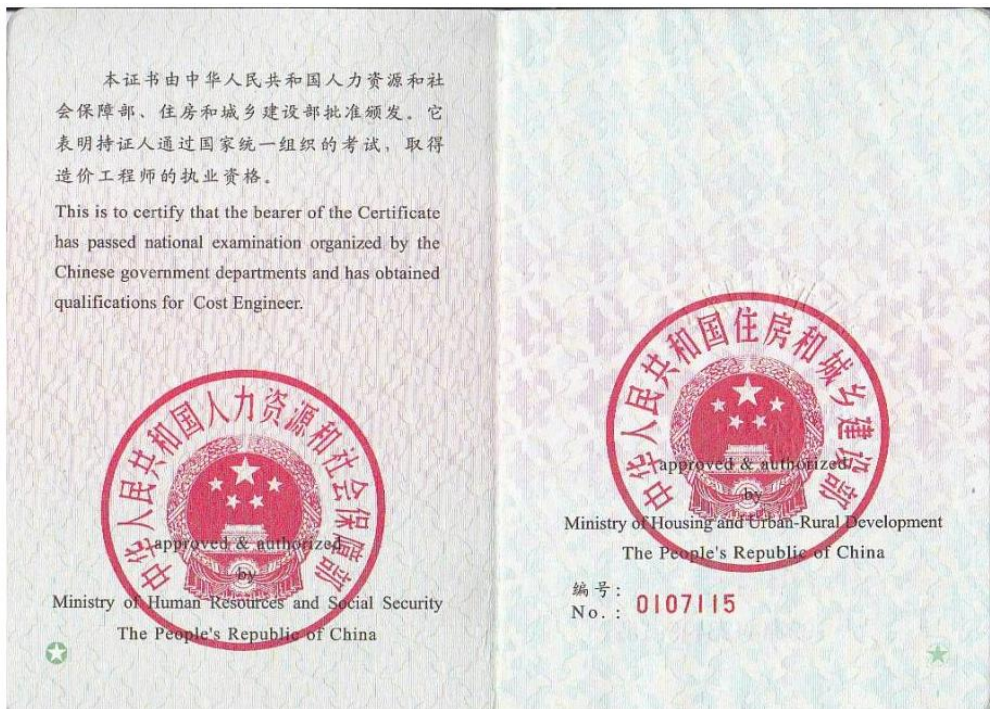 本证书由中华人民共和国人力资源和社
会保障部、住房和城乡建设部批准颁发。它
表明持证人通过国家统一组织的考试，取得
造价工程师的执业资格。
This is to certify that the bearer of the Certificate
has passed national examination organized by the
Chinese government departments and has obtained
qualifications for Cost Engineer.
中华人民共和国人力资源和社会保障部
approved & authorized
by
Ministry of Human Resources and Social Security
The People's Republic of China
中华人民共和国住房和城乡建设部
approved & authorized
by
Ministry of Housing and Urban-Rural Development
The People's Republic of China
编号：
No.： 0107115